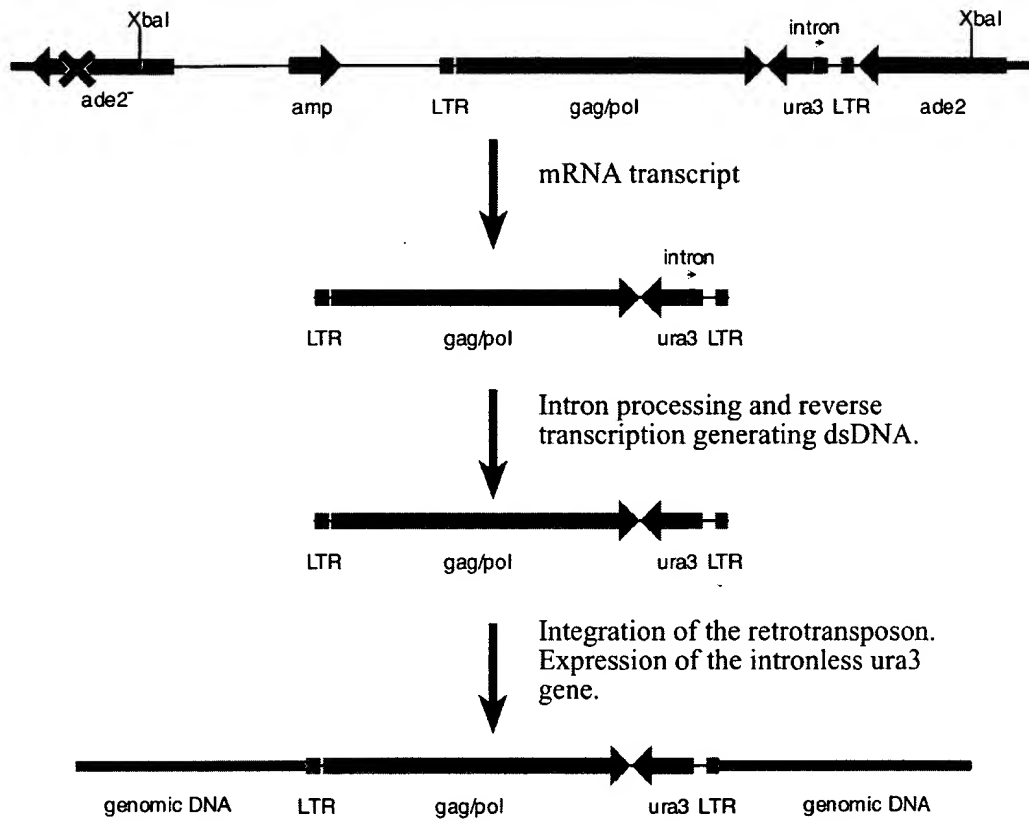 XbaI XbaI
intron
ade2- amp LTR gag/pol ura3 LTR ade2
mRNA transcript
intron
LTR gag/pol ura3 LTR
Intron processing and reverse
transcription generating dsDNA.
LTR gag/pol ura3 LTR
Integration of the retrotransposon.
Expression of the intronless ura3
gene.
genomic DNA LTR gag/pol ura3 LTR genomic DNA